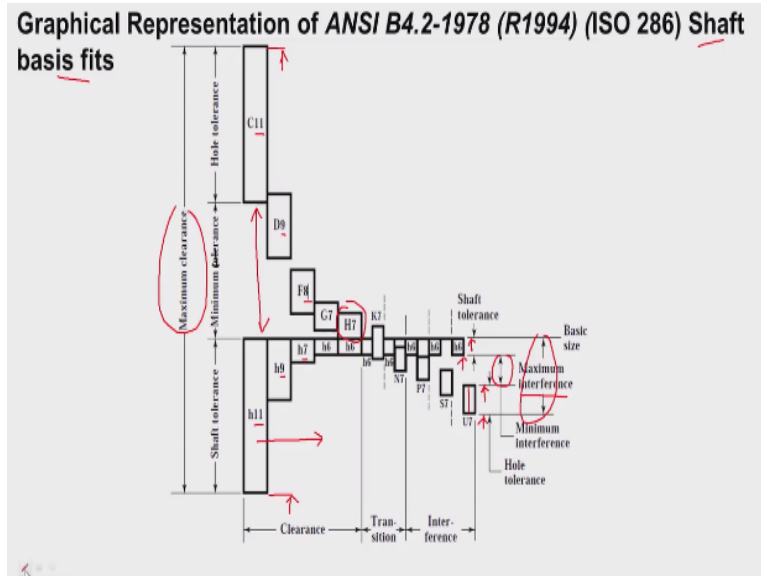 Graphical Representation of ANSI B4.2-1978 (R1994) (ISO 286) Shaft
basis fits
C11
Hole tolerance
D9
Maximum clearance
Minimum tolerance
F8
G7
H7
K7
Shaft
tolerance
Basic
size
h11
h9
h7
h6
h6
h6
h6
h6
h6
h6
N7
P7
S7
U7
Maximum
interference
Minimum
interference
Hole
tolerance
Shaft tolerance
Clearance
Tran-
sition
Inter-
ference